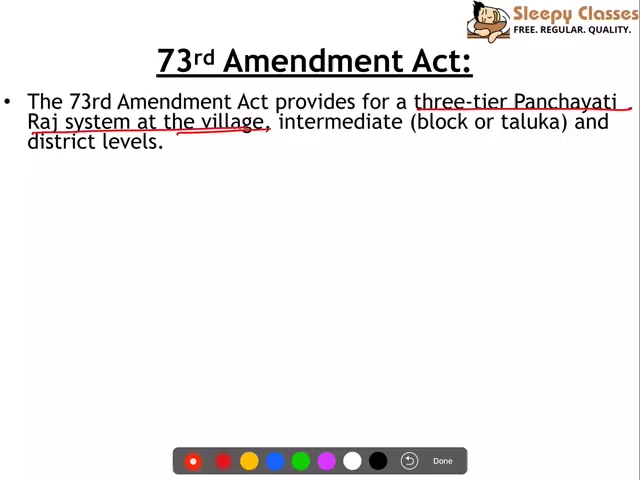 Sleepy Classes
FREE. REGULAR. QUALITY.
73rd Amendment Act:
• The 73rd Amendment Act provides for a three-tier Panchayati
Raj system at the village, intermediate (block or taluka) and
district levels.
Done